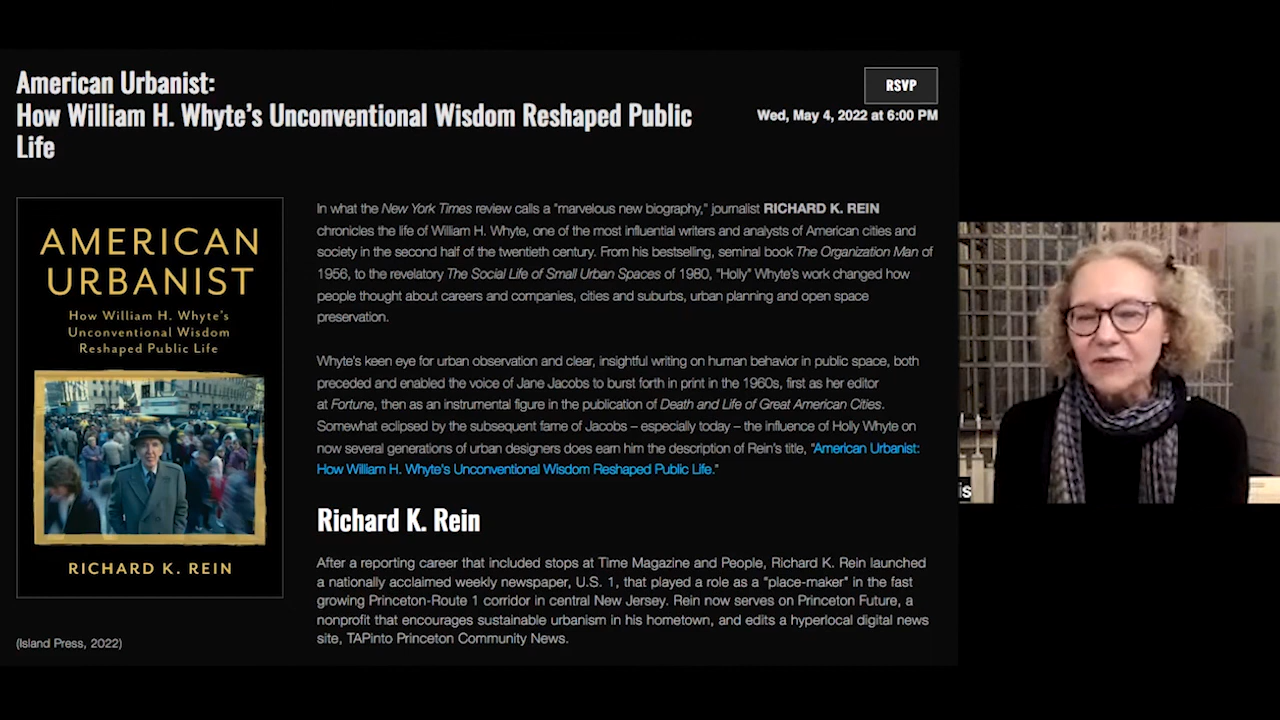 American Urbanist:
How William H. Whyte's Unconventional Wisdom Reshaped Public
Life
RSVP
Wed, May 4, 2022 at 6:00 PM
AMERICAN
URBANIST
How William H. Whyte's
Unconventional Wisdom
Reshaped Public Life
RICHARD K. REIN
(Island Press, 2022)
In what the New York Times review calls a "marvelous new biography," journalist RICHARD K. REIN
chronicles the life of William H. Whyte, one of the most influential writers and analysts of American cities and
society in the second half of the twentieth century. From his bestselling, seminal book The Organization Man of
1956, to the revelatory The Social Life of Small Urban Spaces of 1980, "Holly" Whyte's work changed how
people thought about careers and companies, cities and suburbs, urban planning and open space
preservation.
Whyte's keen eye for urban observation and clear, insightful writing on human behavior in public space, both
preceded and enabled the voice of Jane Jacobs to burst forth in print in the 1960s, first as her editor
at Fortune, then as an instrumental figure in the publication of Death and Life of Great American Cities.
Somewhat eclipsed by the subsequent fame of Jacobs – especially today – the influence of Holly Whyte on
now several generations of urban designers does earn him the description of Rein's title, "American Urbanist:
How William H. Whyte's Unconventional Wisdom Reshaped Public Life."
Richard K. Rein
After a reporting career that included stops at Time Magazine and People, Richard K. Rein launched
a nationally acclaimed weekly newspaper, U.S. 1, that played a role as a "place-maker" in the fast
growing Princeton-Route 1 corridor in central New Jersey. Rein now serves on Princeton Future, a
nonprofit that encourages sustainable urbanism in his hometown, and edits a hyperlocal digital news
site, TAPinto Princeton Community News.